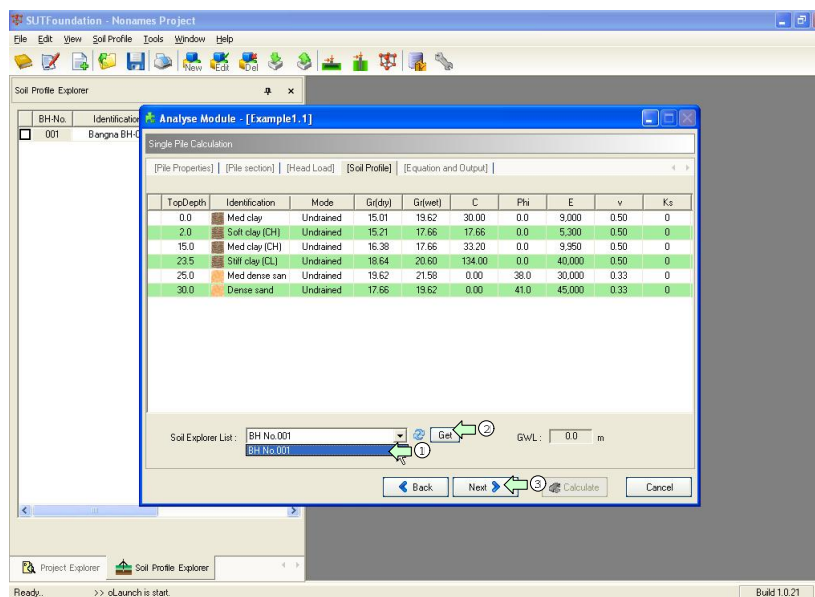 SUTFoundation - Nonames Project
File Edit View Soil Profile Tools Window Help
New Edit Del
Soil Profile Explorer
BH-No. Identification
001 Bangna BH-0
Analyse Module - [Example1.1]
Single Pile Calculation
[Pile Properties] [Pile section] [Head Load] [Soil Profile] [Equation and Output]
TopDepth Identification Mode Gr(dry) Gr(wet) C Phi E v Ks
0.0 Med clay Undrained 15.01 19.62 30.00 0.0 9,000 0.50 0
2.0 Soft clay (CH) Undrained 15.21 17.66 17.66 0.0 5,300 0.50 0
15.0 Med clay (CH) Undrained 16.38 17.66 33.20 0.0 9,950 0.50 0
23.5 Stiff clay (CL) Undrained 18.64 20.60 134.00 0.0 40,000 0.50 0
25.0 Med dense san Undrained 19.62 21.58 0.00 38.0 30,000 0.33 0
30.0 Dense sand Undrained 17.66 19.62 0.00 41.0 45,000 0.33 0
Soil Explorer List : BH No.001 Get 2 GWL : 0.0 m
BH No.001 1
Back Next 3 Calculate Cancel
Project Explorer Soil Profile Explorer
Ready.. >> oLaunch is start. Build 1.0.21